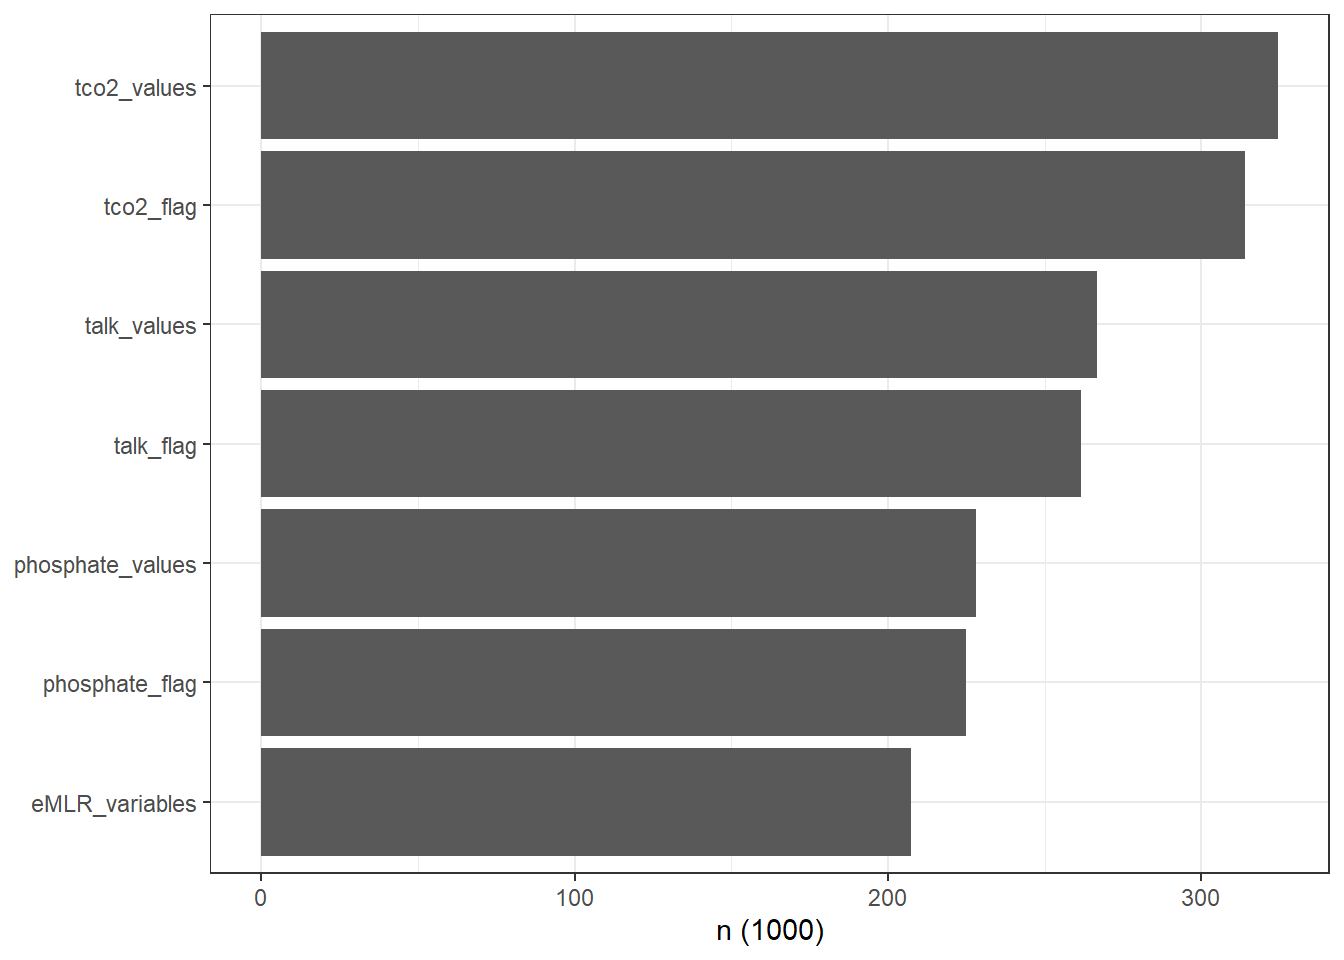 tco2_values
tco2_flag
talk_values
talk_flag
phosphate_values
phosphate_flag
eMLR_variables
0 100 200 300
n (1000)